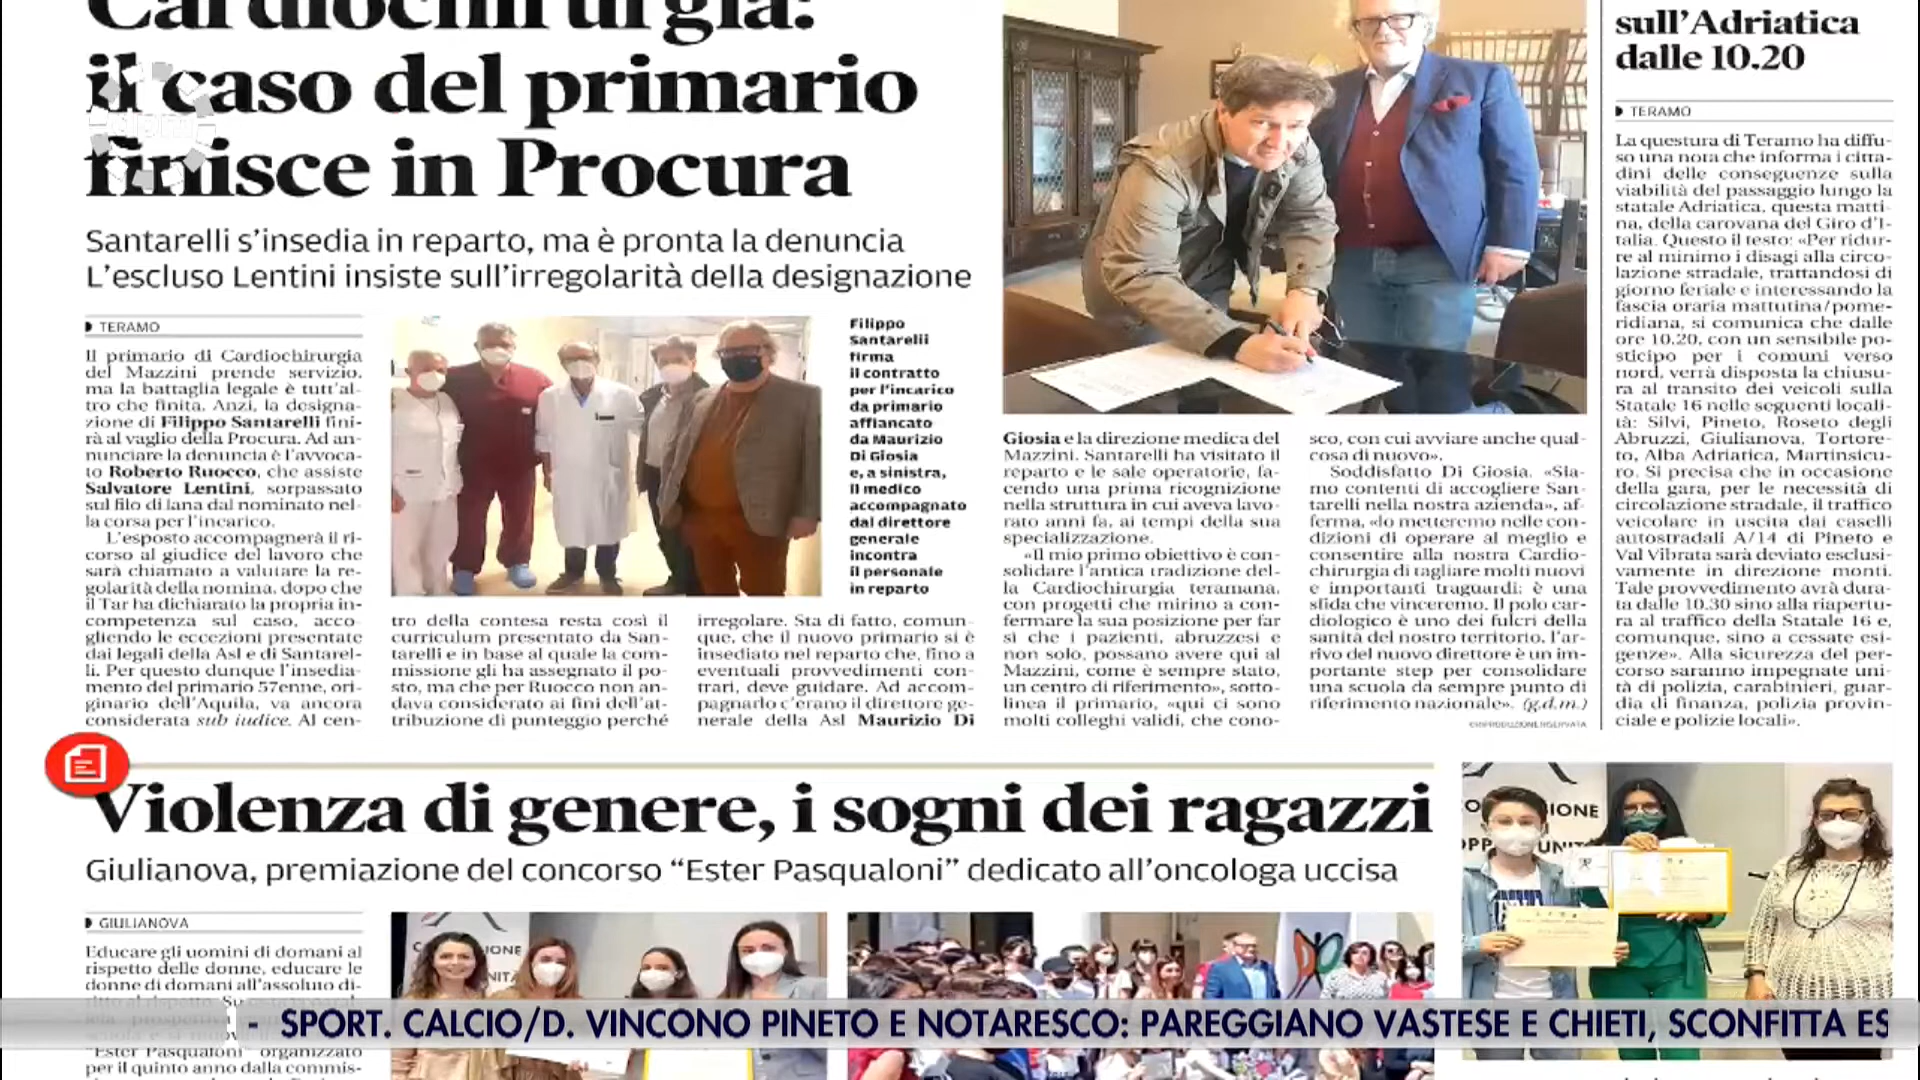 Cardiochirurgia:
il caso del primario
finisce in Procura
Santarelli s’insedia in reparto, ma è pronta la denuncia
L’escluso Lentini insiste sull’irregolarità della designazione
TERAMO
Il primario di Cardiochirurgia
del Mazzini prende servizio,
ma la battaglia legale è tutt’al-
tro che finita. Anzi, la designa-
zione di Filippo Santarelli fini-
rà al vaglio della Procura. Ad an-
nunciare la denuncia è l’avvoca-
to Roberto Ruocco, che assiste
Salvatore Lentini, sorpassato
sul filo di lana dal nominato nel-
la corsa per l’incarico.
L’esposto accompagnerà il ri-
corso al giudice del lavoro che
sarà chiamato a valutare la re-
golarità della nomina, dopo che
il Tar ha dichiarato la propria in-
competenza sul caso, acco-
gliendo le eccezioni presentate
dai legali della Asl e di Santarel-
li. Per questo dunque l’insedia-
mento del primario 57enne, ori-
ginario dell’Aquila, va ancora
considerata sub iudice. Al cen-
tro della contesa resta così il
curriculum presentato da San-
tarelli e in base al quale la com-
missione gli ha assegnato il po-
sto, ma che per Ruocco non an-
dava considerato ai fini dell’at-
tribuzione di punteggio perché
irregolare. Sta di fatto, comun-
que, che il nuovo primario si è
insediato nel reparto che, fino a
eventuali provvedimenti con-
trari, deve guidare. Ad accom-
pagnarlo c’erano il direttore ge-
nerale della Asl Maurizio Di
Filippo
Santarelli
firma
il contratto
per l’incarico
da primario
affiancato
da Maurizio
Di Giosia
e, a sinistra,
il medico
accompagnato
dal direttore
generale
incontra
il personale
in reparto
Giosia e la direzione medica del
Mazzini. Santarelli ha visitato il
reparto e le sale operatorie, fa-
cendo una prima ricognizione
nella struttura in cui aveva lavo-
rato anni fa, ai tempi della sua
specializzazione.
«Il mio primo obiettivo è con-
solidare l’antica tradizione del-
la Cardiochirurgia teramana,
con progetti che mirino a con-
fermare la sua posizione per far
sì che i pazienti, abruzzesi e
non solo, possano avere qui al
Mazzini, come è sempre stato,
un centro di riferimento», sotto-
linea il primario, «qui ci sono
molti colleghi validi, che cono-
sco, con cui avviare anche qual-
cosa di nuovo».
Soddisfatto Di Giosia. «Sia-
mo contenti di accogliere San-
tarelli nella nostra azienda», af-
ferma, «lo metteremo nelle con-
dizioni di operare al meglio e
consentire alla nostra Cardio-
chirurgia di tagliare molti nuovi
e importanti traguardi: è una
sfida che vinceremo. Il polo car-
diologico è uno dei fulcri della
sanità del nostro territorio, l’ar-
rivo del nuovo direttore è un im-
portante step per consolidare
una scuola da sempre punto di
riferimento nazionale». (g.d.m.)
©RIPRODUZIONE RISERVATA
sull’Adriatica
dalle 10.20
TERAMO
La questura di Teramo ha diffu-
so una nota che informa i citta-
dini delle conseguenze sulla
viabilità del passaggio lungo la
statale Adriatica, questa matti-
na, della carovana del Giro d’I-
talia. Questo il testo: «Per ridur-
re al minimo i disagi alla circo-
lazione stradale, trattandosi di
giorno feriale e interessando la
fascia oraria mattutina/pome-
ridiana, si comunica che dalle
ore 10.20, con un sensibile po-
sticipo per i comuni verso
nord, verrà disposta la chiusu-
ra al transito dei veicoli sulla
Statale 16 nelle seguenti locali-
tà: Silvi, Pineto, Roseto degli
Abruzzi, Giulianova, Tortore-
to, Alba Adriatica, Martinsicu-
ro. Si precisa che in occasione
della gara, per le necessità di
circolazione stradale, il traffico
veicolare in uscita dai caselli
autostradali A/14 di Pineto e
Val Vibrata sarà deviato esclusi-
vamente in direzione monti.
Tale provvedimento avrà dura-
ta dalle 10.30 sino alla riapertu-
ra al traffico della Statale 16 e,
comunque, sino a cessate esi-
genze». Alla sicurezza del per-
corso saranno impegnate uni-
tà di polizia, carabinieri, guar-
dia di finanza, polizia provin-
ciale e polizie locali».
Violenza di genere, i sogni dei ragazzi
Giulianova, premiazione del concorso “Ester Pasqualoni” dedicato all’oncologa uccisa
GIULIANOVA
Educare gli uomini di domani al
rispetto delle donne, educare le
donne di domani all’assoluto di-
"Ester Pasqualoni" organizzato
per il quinto anno dalla commis-
- SPORT. CALCIO/D. VINCONO PINETO E NOTARESCO: PAREGGIANO VASTESE E CHIETI, SCONFITTA ES